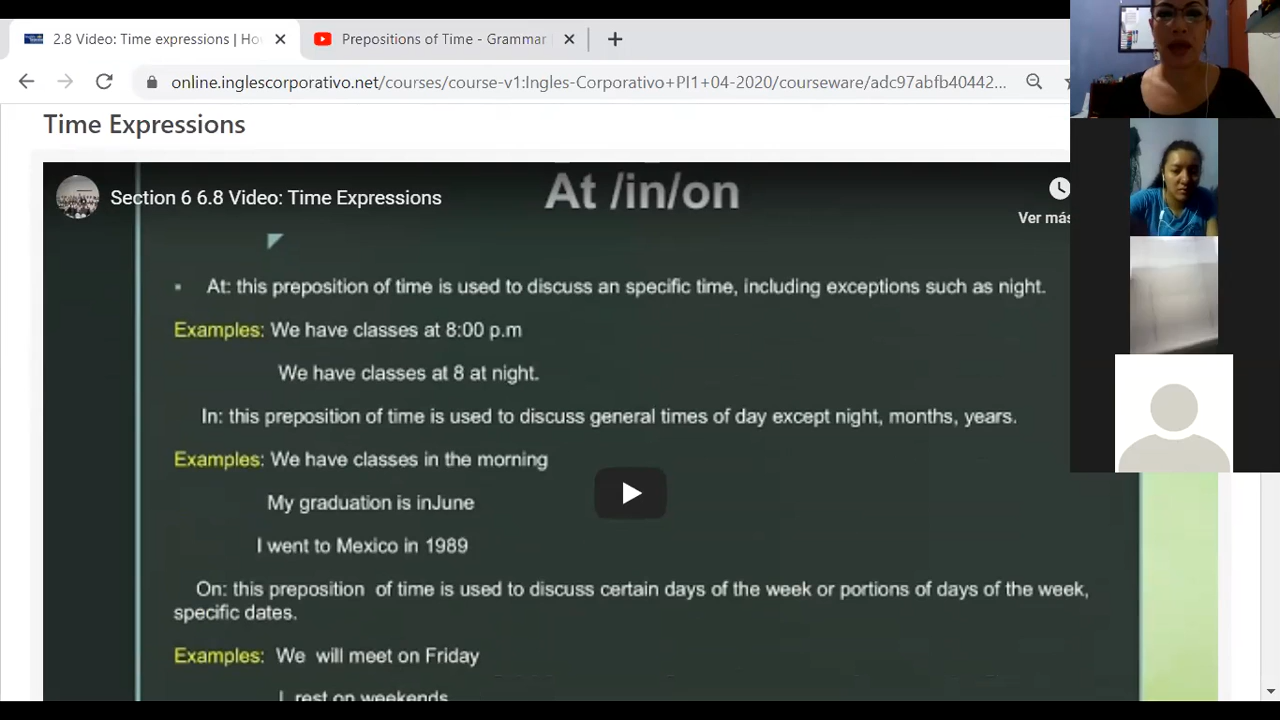 2.8 Video: Time expressions | Ho
Prepositions of Time - Grammar
online.inglescorporativo.net/courses/course-v1:Ingles-Corporativo+PI1+04-2020/courseware/adc97abfb40442...
Time Expressions
Section 6 6.8 Video: Time Expressions
At /in/on
Ver más
At: this preposition of time is used to discuss an specific time, including exceptions such as night.
Examples: We have classes at 8:00 p.m
We have classes at 8 at night.
In: this preposition of time is used to discuss general times of day except night, months, years.
Examples: We have classes in the morning
My graduation is inJune
I went to Mexico in 1989
On: this preposition of time is used to discuss certain days of the week or portions of days of the week,
specific dates.
Examples: We will meet on Friday
I rest on weekends